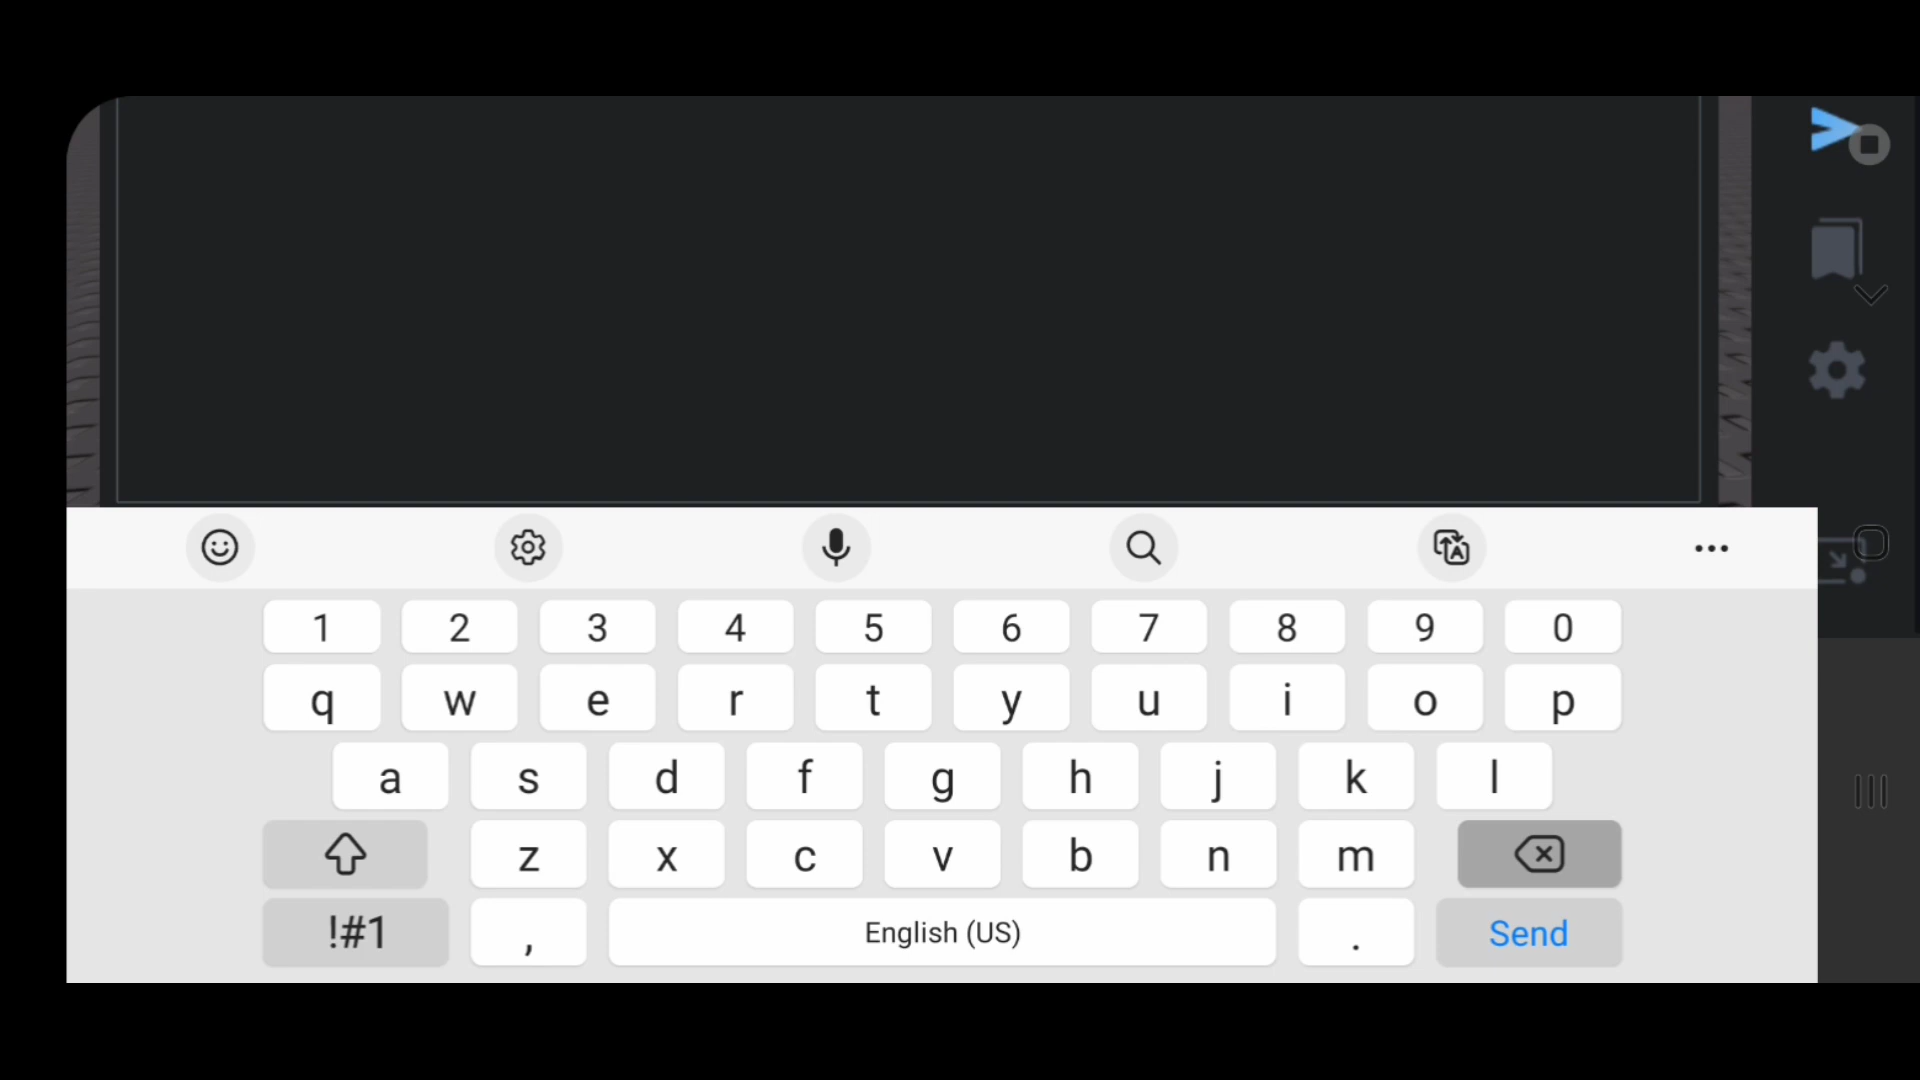 1 2 3 4 5 6 7 8 9 0
q w e r t y u i o p
a s d f g h j k l
z x c v b n m
!#1 , English (US) . Send